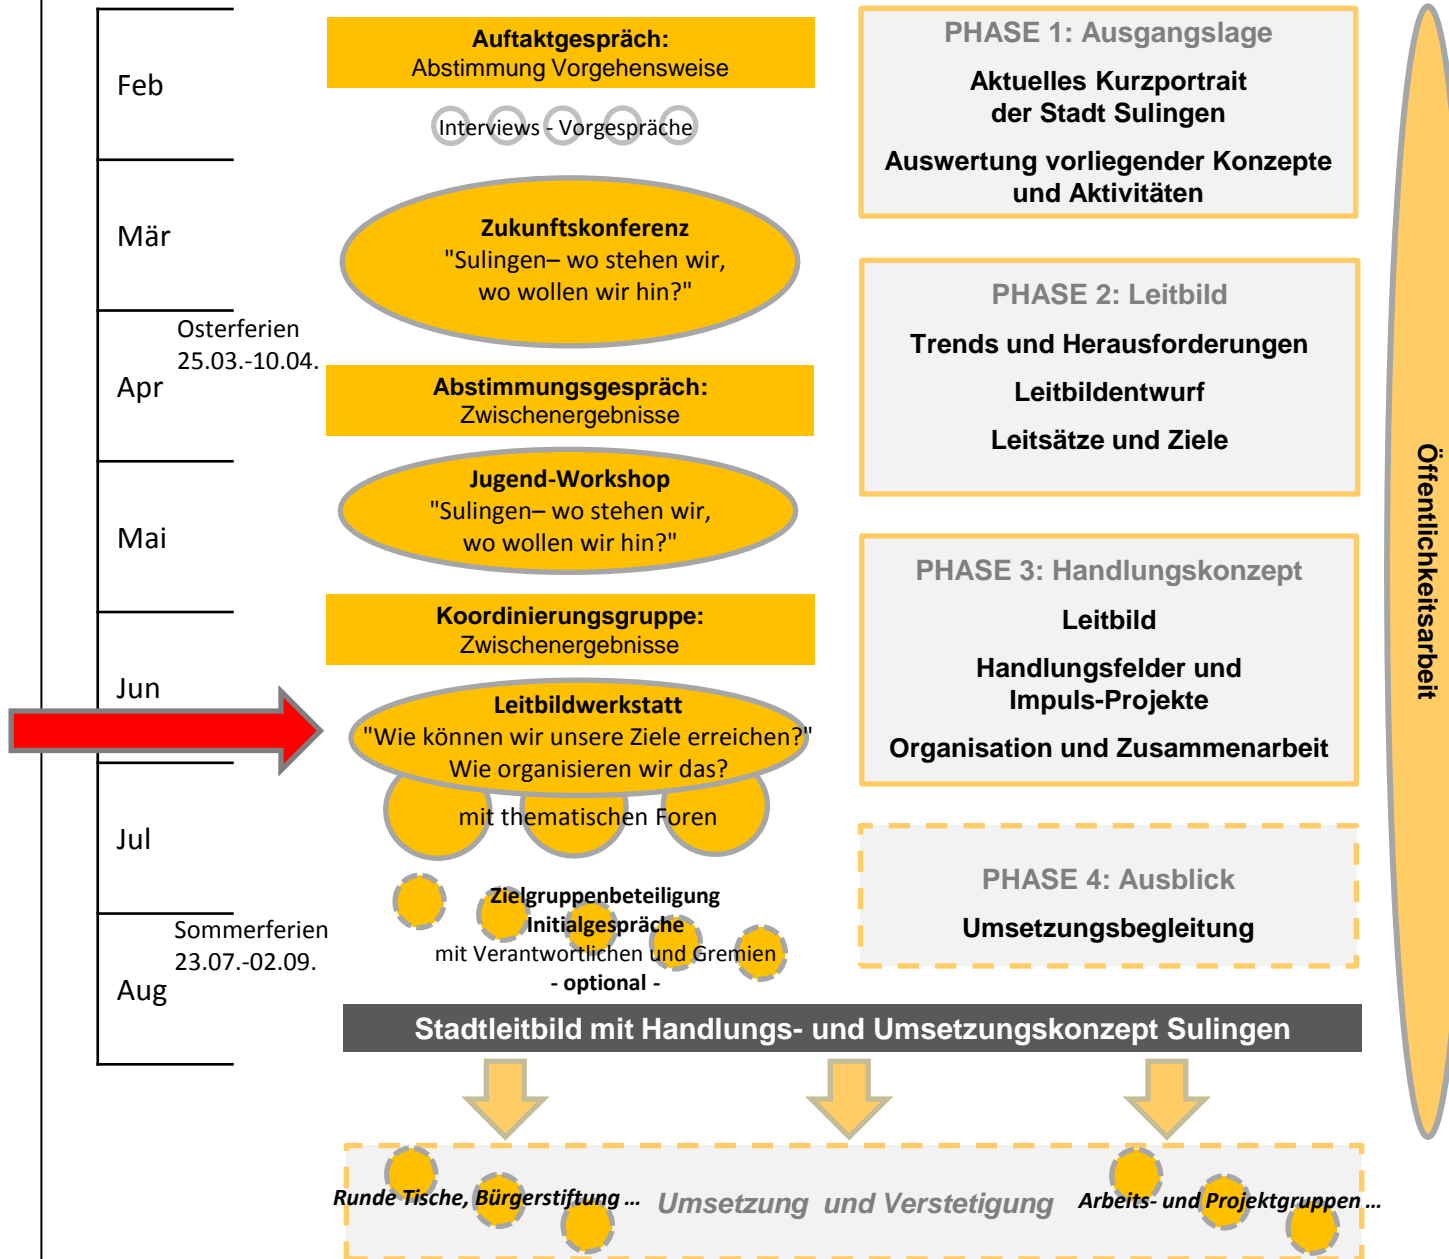 Feb
Mär
Osterferien
25.03.-10.04.
Apr
Mai
Jun
Jul
Sommerferien
23.07.-02.09.
Aug
Auftaktgespräch:
Abstimmung Vorgehensweise
Interviews - Vorgespräche
Zukunftskonferenz
"Sulingen– wo stehen wir,
wo wollen wir hin?"
Abstimmungsgespräch:
Zwischenergebnisse
Jugend-Workshop
"Sulingen– wo stehen wir,
wo wollen wir hin?"
Koordinierungsgruppe:
Zwischenergebnisse
Leitbildwerkstatt
"Wie können wir unsere Ziele erreichen?"
Wie organisieren wir das?
mit thematischen Foren
Zielgruppenbeteiligung
Initialgespräche
mit Verantwortlichen und Gremien
- optional -
PHASE 1: Ausgangslage
Aktuelles Kurzportrait
der Stadt Sulingen
Auswertung vorliegender Konzepte
und Aktivitäten
PHASE 2: Leitbild
Trends und Herausforderungen
Leitbildentwurf
Leitsätze und Ziele
PHASE 3: Handlungskonzept
Leitbild
Handlungsfelder und
Impuls-Projekte
Organisation und Zusammenarbeit
PHASE 4: Ausblick
Umsetzungsbegleitung
Öffentlichkeitsarbeit
Stadtleitbild mit Handlungs- und Umsetzungskonzept Sulingen
Runde Tische, Bürgerstiftung ...
Umsetzung und Verstetigung
Arbeits- und Projektgruppen ...